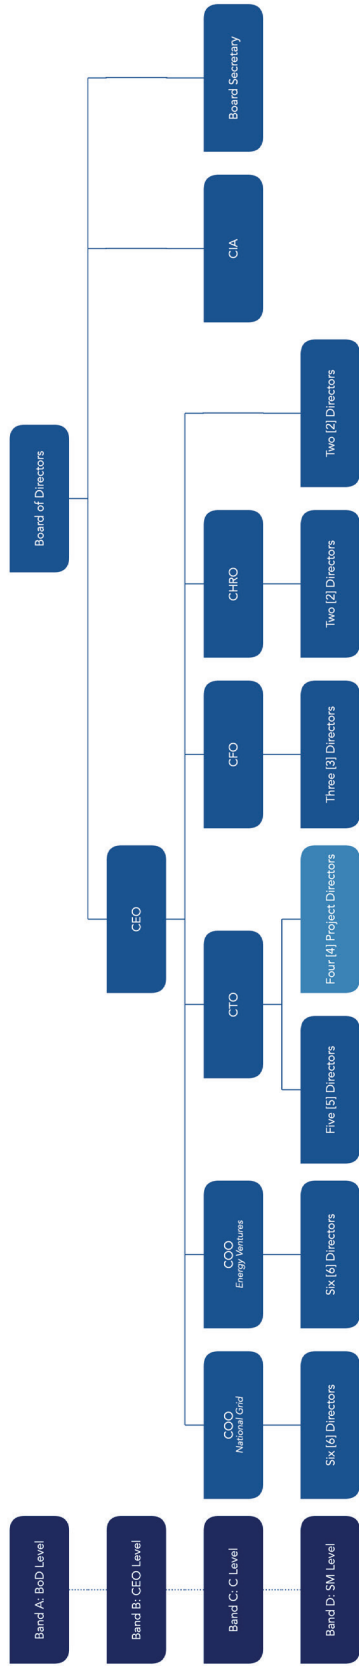 Band A: BoD Level
Board of Directors
Band B: CEO Level
CEO
Band C: C Level
COO
National Grid
COO
Energy Ventures
CTO
CFO
CHRO
CIA
Board Secretary
Band D: SM Level
Six [6] Directors
Six [6] Directors
Five [5] Directors
Four [4] Project Directors
Three [3] Directors
Two [2] Directors
Two [2] Directors